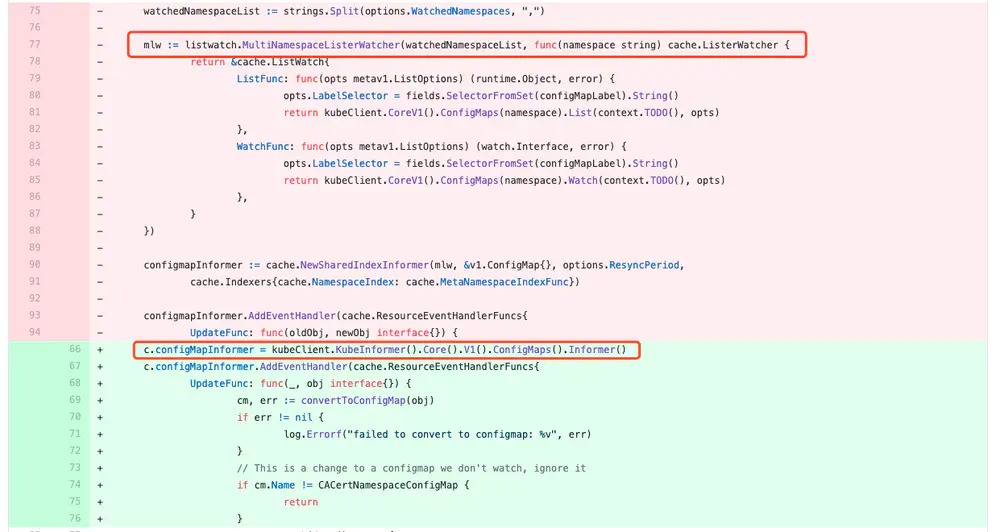 75 - watchedNamespaceList := strings.Split(options.WatchedNamespaces, ",")
76 -
77 - mlw := listwatch.MultiNamespaceListerWatcher(watchedNamespaceList, func(namespace string) cache.ListerWatcher {
78 - return &cache.ListWatch{
79 - ListFunc: func(opts metav1.ListOptions) (runtime.Object, error) {
80 - opts.LabelSelector = fields.SelectorFromSet(configMapLabel).String()
81 - return kubeClient.CoreV1().ConfigMaps(namespace).List(context.TODO(), opts)
82 - },
83 - WatchFunc: func(opts metav1.ListOptions) (watch.Interface, error) {
84 - opts.LabelSelector = fields.SelectorFromSet(configMapLabel).String()
85 - return kubeClient.CoreV1().ConfigMaps(namespace).Watch(context.TODO(), opts)
86 - },
87 - }
88 - })
89 -
90 - configmapInformer := cache.NewSharedIndexInformer(mlw, &v1.ConfigMap{}, options.ResyncPeriod,
91 - cache.Indexers{cache.NamespaceIndex: cache.MetaNamespaceIndexFunc})
92 -
93 - configmapInformer.AddEventHandler(cache.ResourceEventHandlerFuncs{
94 - UpdateFunc: func(oldObj, newObj interface{}) {
66 + c.configMapInformer = kubeClient.KubeInformer().Core().V1().ConfigMaps().Informer()
67 + c.configMapInformer.AddEventHandler(cache.ResourceEventHandlerFuncs{
68 + UpdateFunc: func(_, obj interface{}) {
69 + cm, err := convertToConfigMap(obj)
70 + if err != nil {
71 + log.Errorf("failed to convert to configmap: %v", err)
72 + }
73 + // This is a change to a configmap we don't watch, ignore it
74 + if cm.Name != CACertNamespaceConfigMap {
75 + return
76 + }